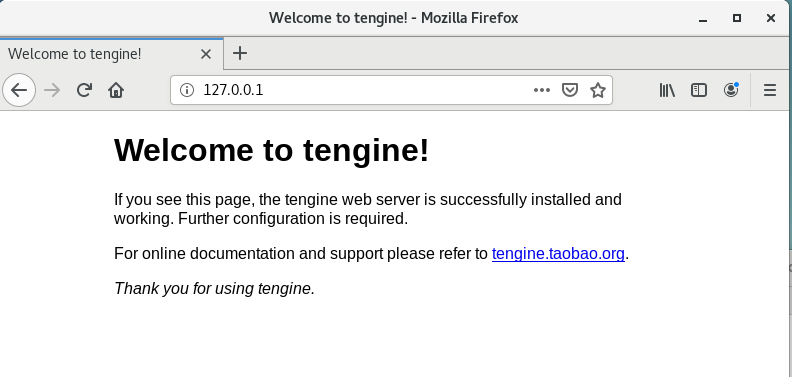 Welcome to tengine! - Mozilla Firefox
Welcome to tengine!
127.0.0.1
Welcome to tengine!
If you see this page, the tengine web server is successfully installed and
working. Further configuration is required.
For online documentation and support please refer to tengine.taobao.org.
Thank you for using tengine.